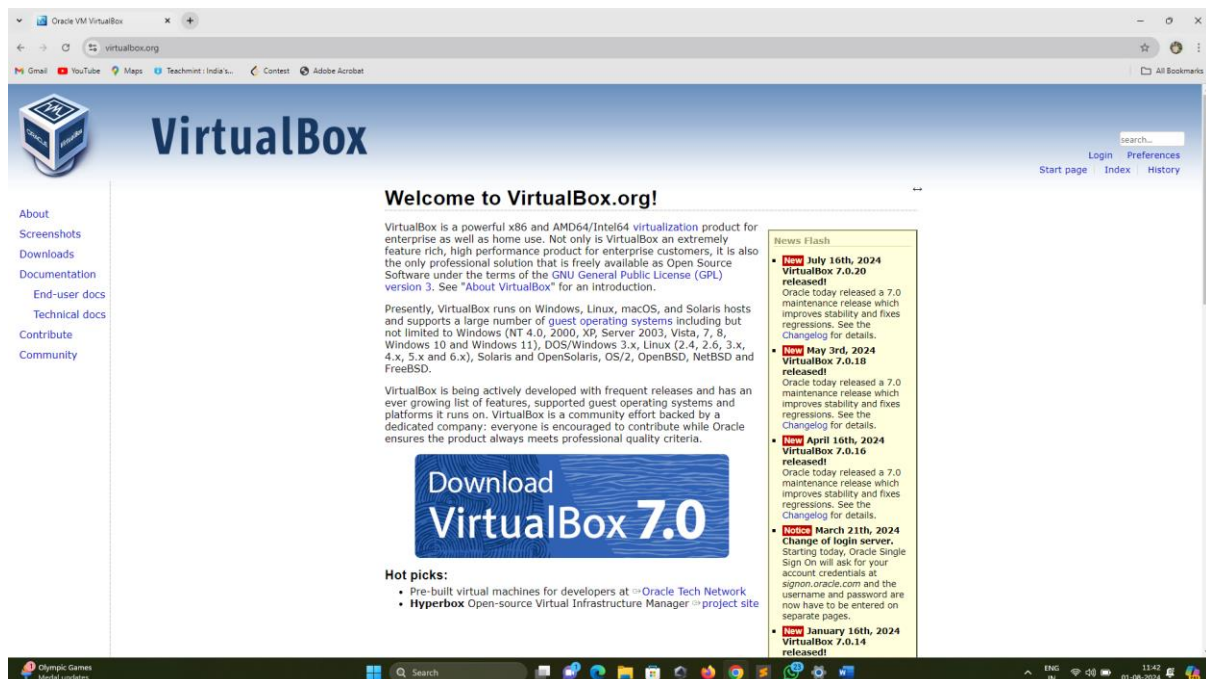 Oracle VM VirtualBox
virtualbox.org
Gmail YouTube Maps Teachmint : India's... Contest Adobe Acrobat All Bookmarks
VirtualBox
search...
Login Preferences
Start page Index History
About
Screenshots
Downloads
Documentation
End-user docs
Technical docs
Contribute
Community
Welcome to VirtualBox.org!
VirtualBox is a powerful x86 and AMD64/Intel64 virtualization product for
enterprise as well as home use. Not only is VirtualBox an extremely
feature rich, high performance product for enterprise customers, it is also
the only professional solution that is freely available as Open Source
Software under the terms of the GNU General Public License (GPL)
version 3. See "About VirtualBox" for an introduction.
Presently, VirtualBox runs on Windows, Linux, macOS, and Solaris hosts
and supports a large number of guest operating systems including but
not limited to Windows (NT 4.0, 2000, XP, Server 2003, Vista, 7, 8,
Windows 10 and Windows 11), DOS/Windows 3.x, Linux (2.4, 2.6, 3.x,
4.x, 5.x and 6.x), Solaris and OpenSolaris, OS/2, OpenBSD, NetBSD and
FreeBSD.
VirtualBox is being actively developed with frequent releases and has an
ever growing list of features, supported guest operating systems and
platforms it runs on. VirtualBox is a community effort backed by a
dedicated company: everyone is encouraged to contribute while Oracle
ensures the product always meets professional quality criteria.
Download
VirtualBox 7.0
Hot picks:
Pre-built virtual machines for developers at Oracle Tech Network
Hyperbox Open-source Virtual Infrastructure Manager project site
News Flash
New July 16th, 2024
VirtualBox 7.0.20
released!
Oracle today released a 7.0
maintenance release which
improves stability and fixes
regressions. See the
Changelog for details.
New May 3rd, 2024
VirtualBox 7.0.18
released!
Oracle today released a 7.0
maintenance release which
improves stability and fixes
regressions. See the
Changelog for details.
New April 16th, 2024
VirtualBox 7.0.16
released!
Oracle today released a 7.0
maintenance release which
improves stability and fixes
regressions. See the
Changelog for details.
Notice March 21th, 2024
Change of login server.
Starting today, Oracle Single
Sign On will ask for your
account credentials at
signon.oracle.com and the
username and password are
now have to be entered on
separate pages.
New January 16th, 2024
VirtualBox 7.0.14
released!
Olympic Games
Medal updates
Search
ENG
IN
11:42
01-08-2024